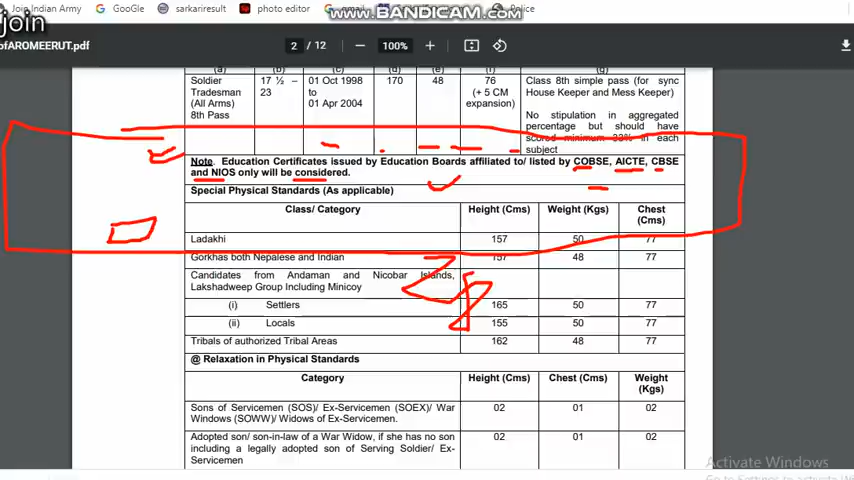 www.BANDICAM.com
Join Indian Army
GooGle
sarkariresult
photo editor
Police
join
ofAROMEERUT.pdf
2 / 12
100%
Soldier 17 ½ – 01 Oct 1998 170 48 76 Class 8th simple pass (for sync
Tradesman 23 to (+ 5 CM House Keeper and Mess Keeper)
(All Arms) 01 Apr 2004 expansion)
8th Pass No stipulation in aggregated
percentage but should have
scored minimum 33% in each
subject
Note. Education Certificates issued by Education Boards affiliated to/ listed by COBSE, AICTE, CBSE
and NIOS only will be considered.
Special Physical Standards (As applicable)
Class/ Category Height (Cms) Weight (Kgs) Chest
(Cms)
Ladakhi 157 50 77
Gorkhas both Nepalese and Indian 157 48 77
Candidates from Andaman and Nicobar Islands,
Lakshadweep Group Including Minicoy
(i) Settlers 165 50 77
(ii) Locals 155 50 77
Tribals of authorized Tribal Areas 162 48 77
@ Relaxation in Physical Standards
Category Height (Cms) Chest (Cms) Weight
(Kgs)
Sons of Servicemen (SOS)/ Ex-Servicemen (SOEX)/ War 02 01 02
Windows (SOWW)/ Widows of Ex-Servicemen.
Adopted son/ son-in-law of a War Widow, if she has no son 02 01 02
including a legally adopted son of Serving Soldier/ Ex-
Servicemen
Activate Windows